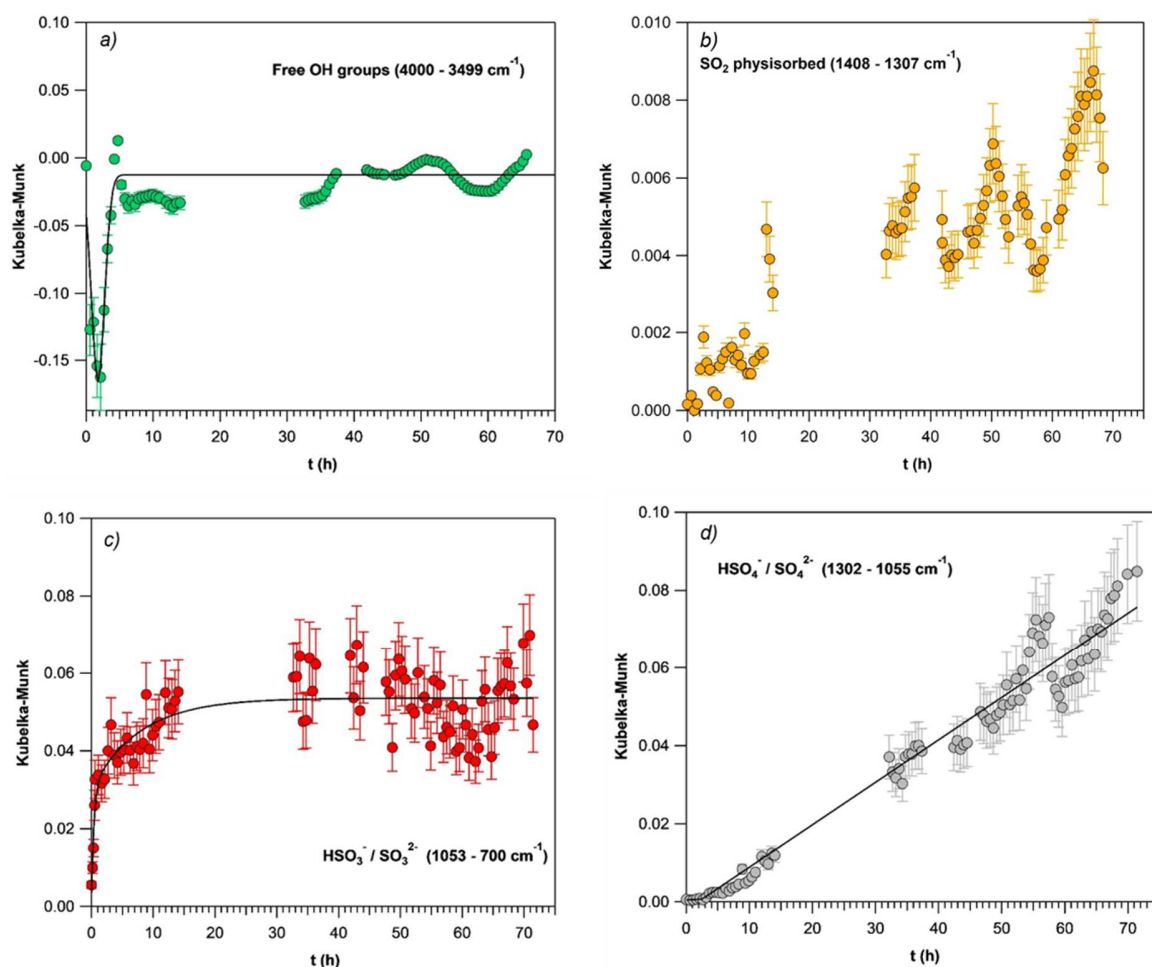 a)
Free OH groups (4000 - 3499 cm⁻¹)
Kubelka-Munk
0.10
0.05
0.00
-0.05
-0.10
-0.15
0 10 20 30 40 50 60 70
t (h)
b)
SO₂ physisorbed (1408 - 1307 cm⁻¹)
Kubelka-Munk
0.010
0.008
0.006
0.004
0.002
0.000
0 10 20 30 40 50 60 70
t (h)
c)
HSO₃⁻ / SO₃²⁻ (1053 - 700 cm⁻¹)
Kubelka-Munk
0.10
0.08
0.06
0.04
0.02
0.00
0 10 20 30 40 50 60 70
t (h)
d)
HSO₄⁻ / SO₄²⁻ (1302 - 1055 cm⁻¹)
Kubelka-Munk
0.10
0.08
0.06
0.04
0.02
0.00
0 10 20 30 40 50 60 70
t (h)